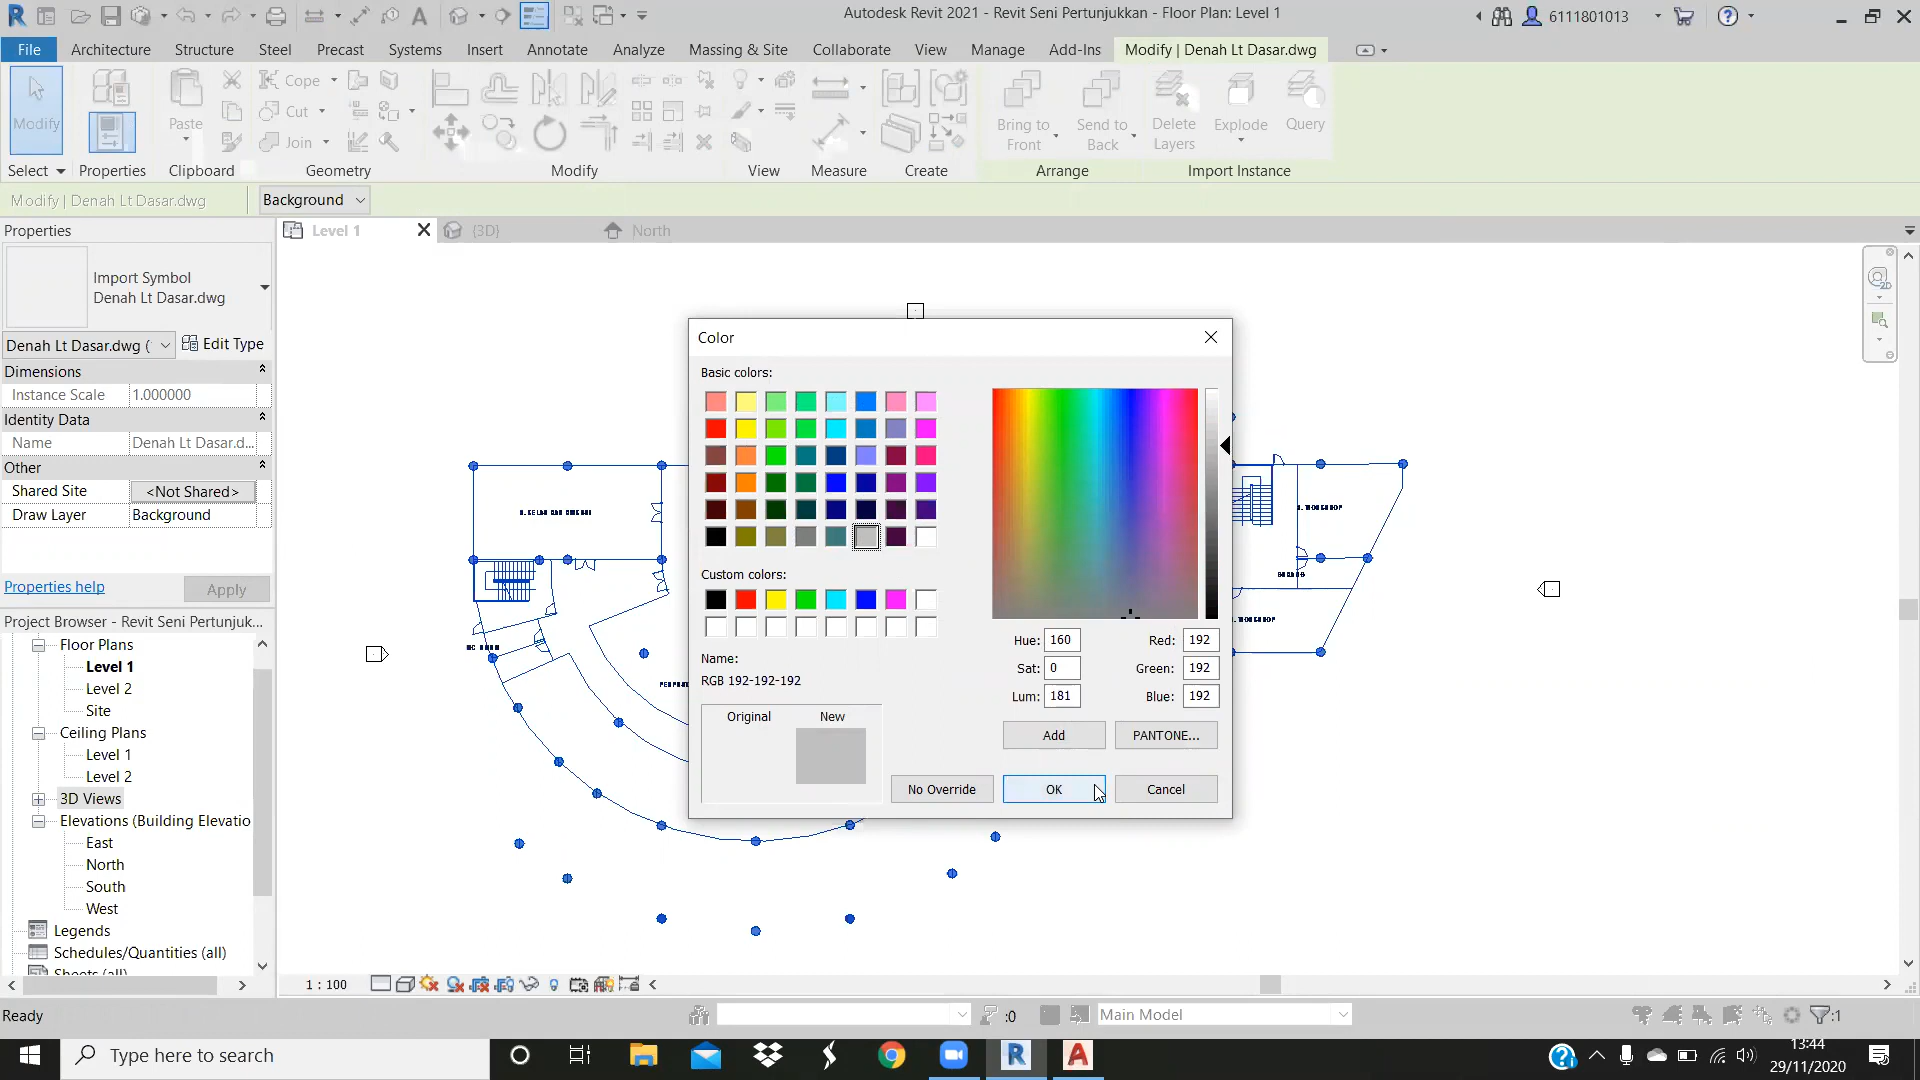 Autodesk Revit 2021 - Revit Seni Pertunjukkan - Floor Plan: Level 1
6111801013
File Architecture Structure Steel Precast Systems Insert Annotate Analyze Massing & Site Collaborate View Manage Add-Ins Modify | Denah Lt Dasar.dwg
Modify
Paste
Cope
Cut
Join
Bring to Front
Send to Back
Delete Layers
Explode
Query
Select Properties Clipboard Geometry Modify View Measure Create Arrange Import Instance
Modify | Denah Lt Dasar.dwg Background
Properties
Level 1 {3D} North
Import Symbol
Denah Lt Dasar.dwg
Denah Lt Dasar.dwg ( Edit Type
Dimensions
Instance Scale 1.000000
Identity Data
Name Denah Lt Dasar.d...
Other
Shared Site <Not Shared>
Draw Layer Background
Properties help Apply
Project Browser - Revit Seni Pertunjuk...
Floor Plans
Level 1
Level 2
Site
Ceiling Plans
Level 1
Level 2
3D Views
Elevations (Building Elevatio
East
North
South
West
Legends
Schedules/Quantities (all)
Sheets (all)
Color
Basic colors:
Custom colors:
Name:
RGB 192-192-192
Original New
Hue: 160 Red: 192
Sat: 0 Green: 192
Lum: 181 Blue: 192
Add PANTONE...
No Override OK Cancel
2D
1 : 100
Ready
:0
Main Model
:1
Type here to search
13:44
29/11/2020